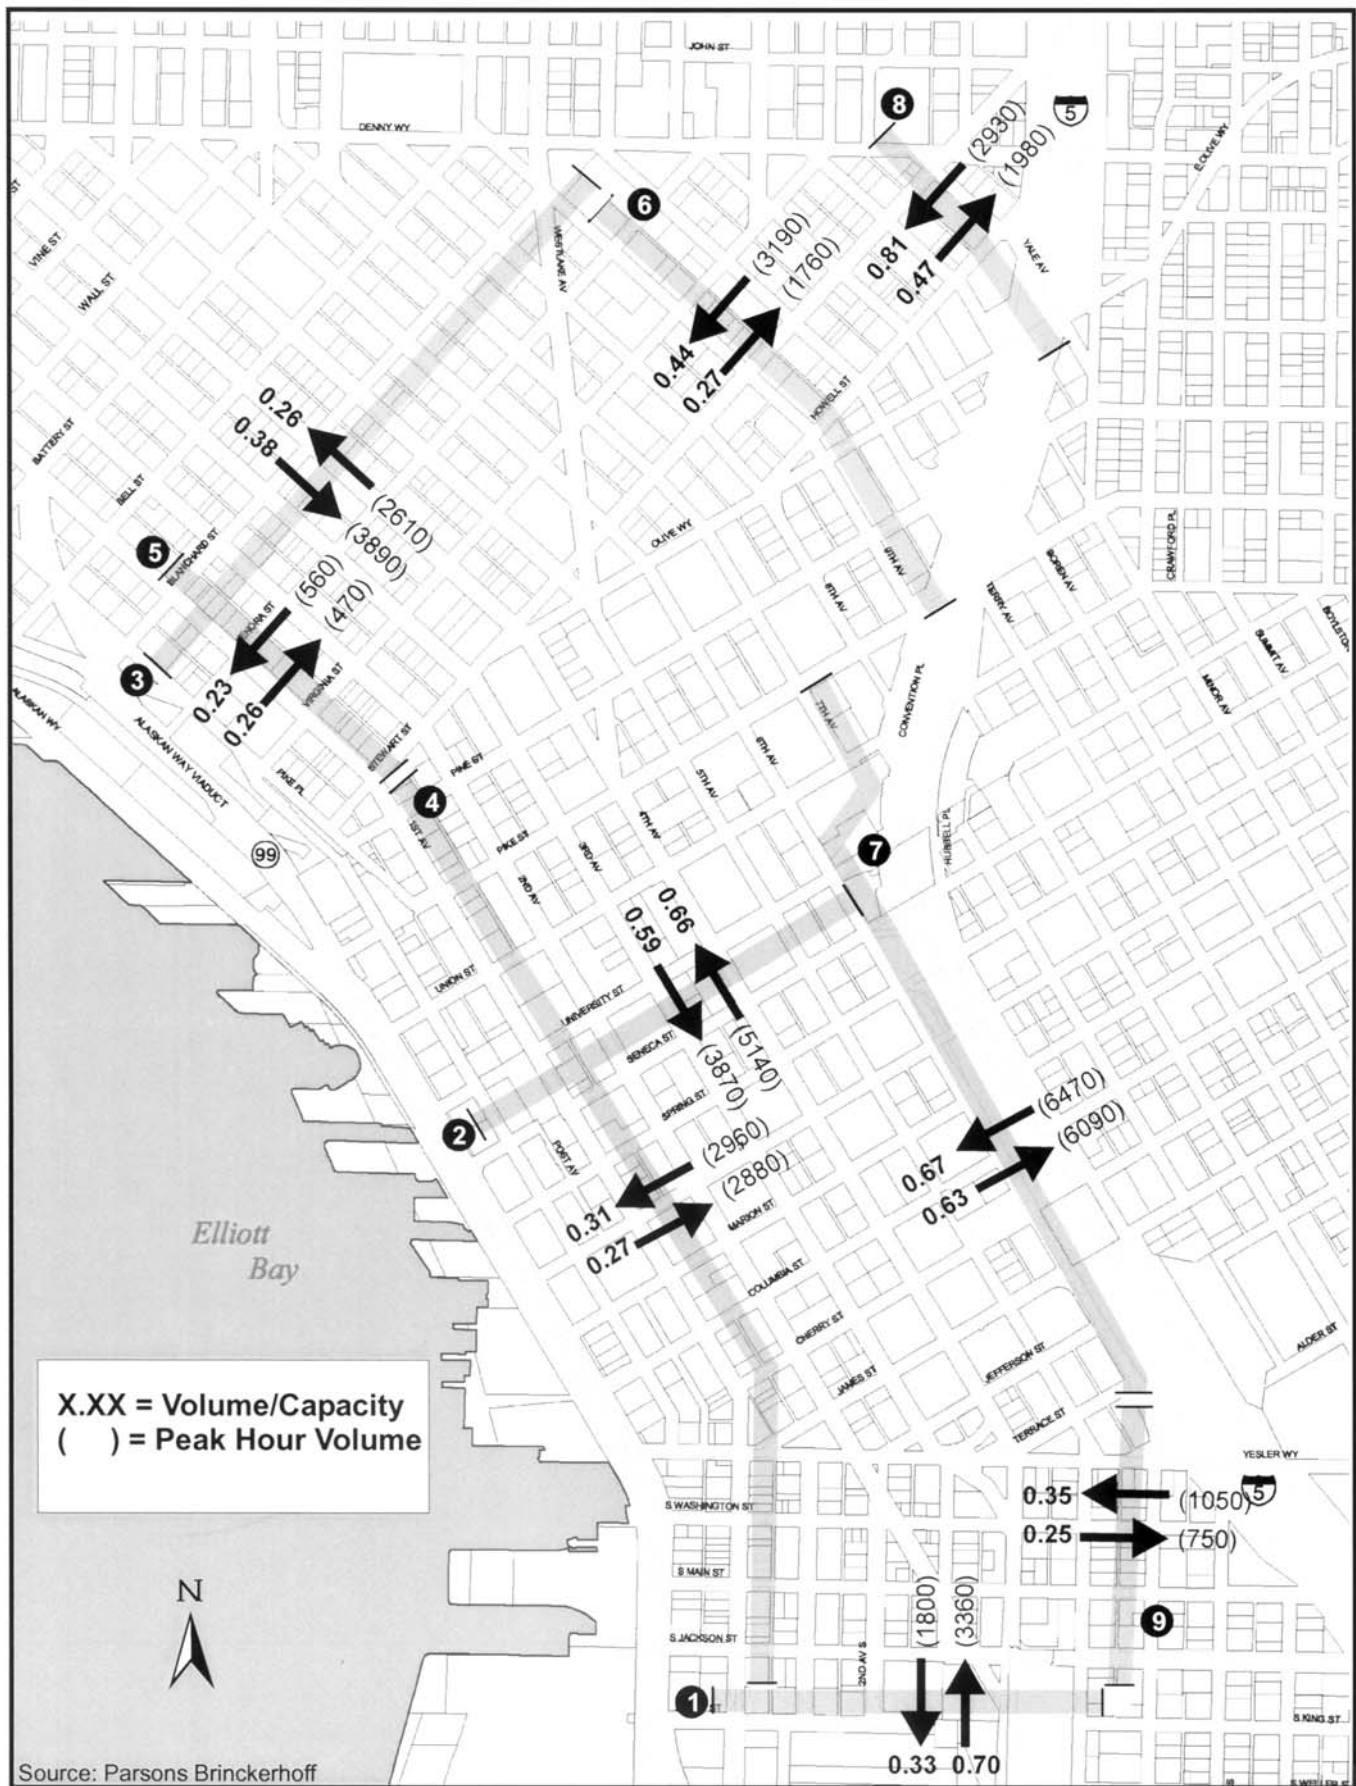 JOHN ST
8
5
DENNY WY
(2930)
(1980)
E OLIVE WY
ST
6
VINE ST
WESTLAKE AV
(3190)
(1760)
0.81
0.47
YALE AV
WALL ST
0.44
0.27
HOWELL ST
0.26
0.38
BATTERY ST
BELL ST
(2610)
(3890)
OLIVE WY
CRAWFORD PL
5
BLANCHARD ST
9TH AV
8TH AV
TERRY AV
BOREN AV
(560)
(470)
SUMMIT AV
MINOR AV
3
VIRGINIA ST
0.23
0.26
ALASKAN WY
ALASKAN WAY VIADUCT
7TH AV
CONVENTION PL
STEWART ST
PINE ST
6TH AV
5TH AV
PIKE PL
4
1ST AV
PIKE ST
4TH AV
3RD AV
2ND AV
HUBBELL PL
99
7
0.66
0.59
UNION ST
UNIVERSITY ST
SENECA ST
(5140)
(3870)
SPRING ST
2
POST AV
(2960)
(2880)
(6470)
(6090)
0.67
0.63
0.31
0.27
MARION ST
Elliott
Bay
COLUMBIA ST
CHERRY ST
JAMES ST
JEFFERSON ST
TERRACE ST
ALDER ST
X.XX = Volume/Capacity
( ) = Peak Hour Volume
YESLER WY
S WASHINGTON ST
0.35
(1050)
5
0.25
(750)
S MAIN ST
N
(1800)
(3360)
9
S JACKSON ST
2ND AV S
1
ST
S KING ST
0.33 0.70
Source: Parsons Brinckerhoff
S WELLER ST